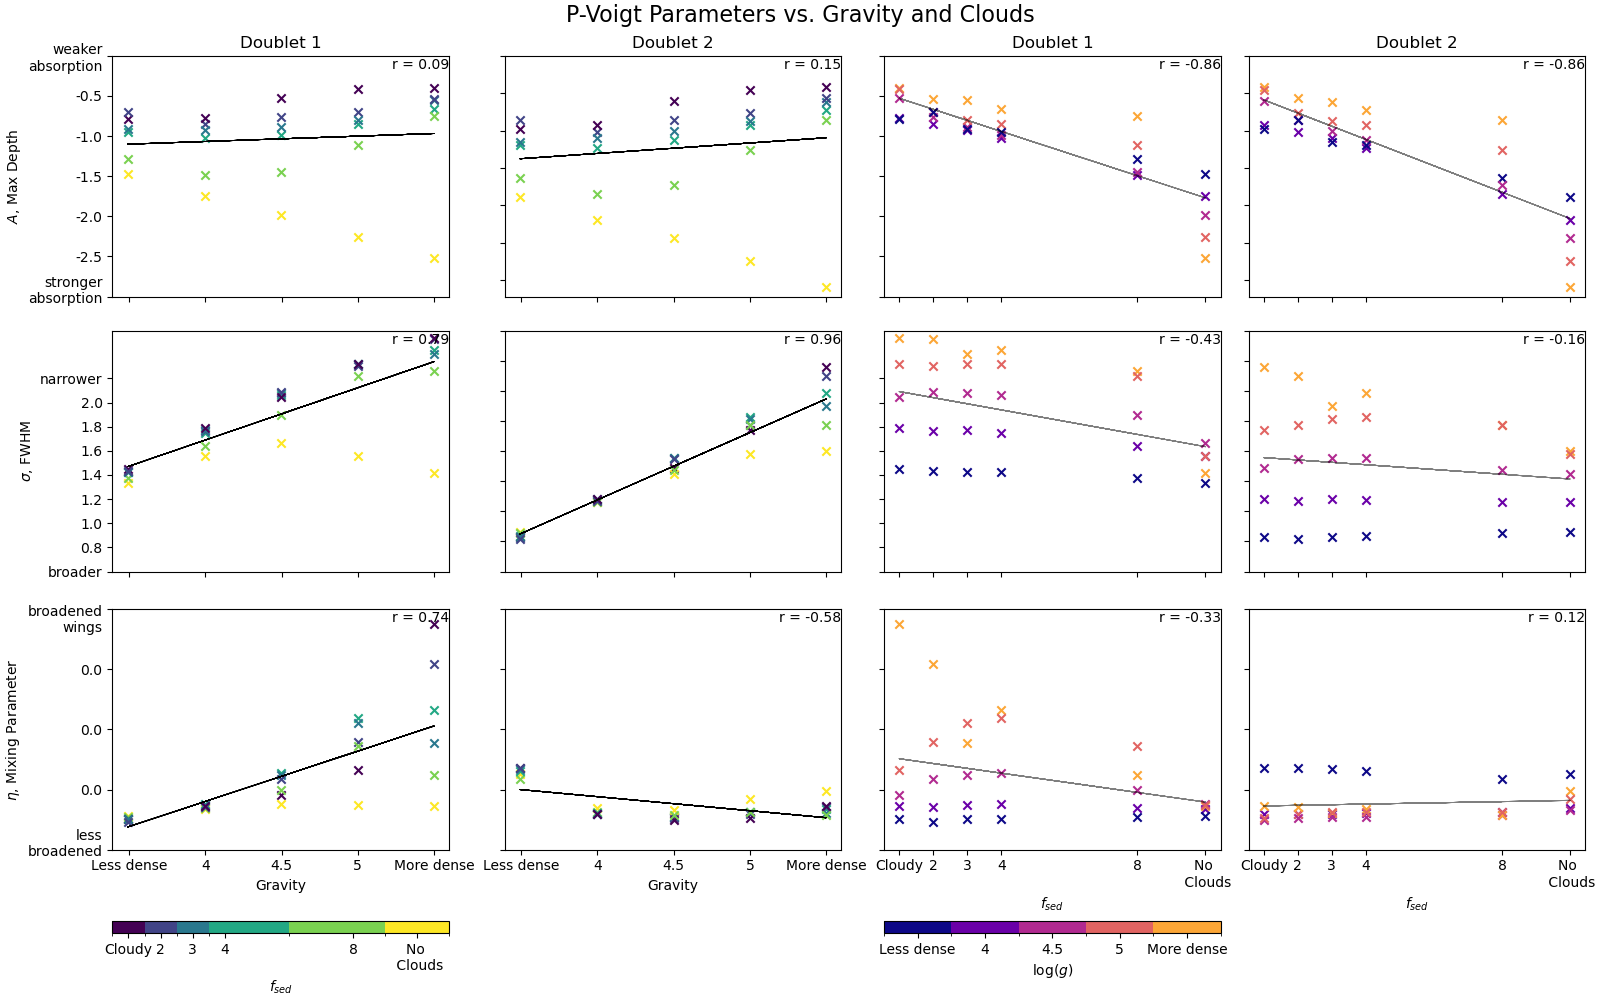 P-Voigt Parameters vs. Gravity and Clouds
Doublet 1
Doublet 2
Doublet 1
Doublet 2
weaker
absorption
-0.5
-1.0
-1.5
-2.0
-2.5
stronger
absorption
A, Max Depth
r = 0.09
r = 0.15
r = -0.86
r = -0.86
narrower
2.0
1.8
1.6
1.4
1.2
1.0
0.8
broader
σ, FWHM
r = 0.79
r = 0.96
r = -0.43
r = -0.16
broadened
wings
0.0
0.0
0.0
less
broadened
η, Mixing Parameter
r = 0.74
r = -0.58
r = -0.33
r = 0.12
Less dense 4 4.5 5 More dense
Gravity
Less dense 4 4.5 5 More dense
Gravity
Cloudy 2 3 4 8 No
Clouds
f_sed
Cloudy 2 3 4 8 No
Clouds
f_sed
Cloudy 2 3 4 8 No
Clouds
f_sed
Less dense 4 4.5 5 More dense
log(g)